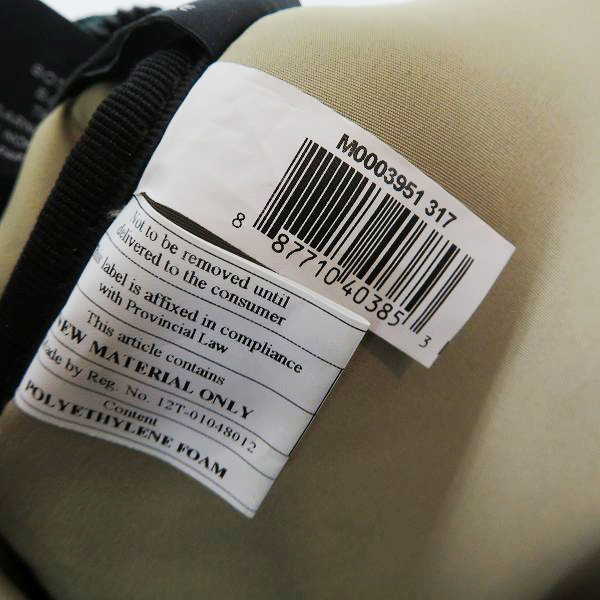 M0003951 317
8 87710 40385 3
Not to be removed until
delivered to the consumer
This label is affixed in compliance
with Provincial Law
This article contains
NEW MATERIAL ONLY
Made by Reg. No. 12T-01048012
Content
POLYETHYLENE FOAM